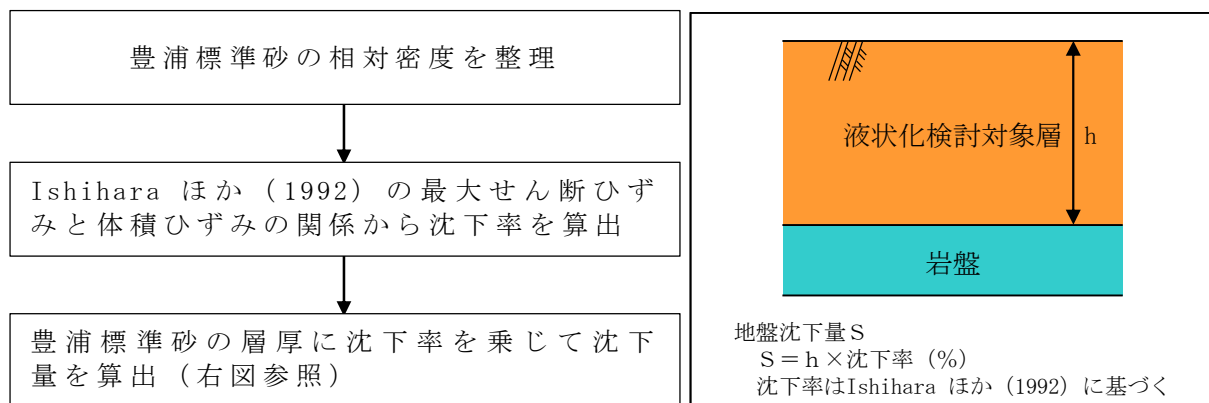 豊浦標準砂の相対密度を整理
Ishihara ほか（1992）の最大せん断ひず
みと体積ひずみの関係から沈下率を算出
豊浦標準砂の層厚に沈下率を乗じて沈下
量を算出（右図参照）
液状化検討対象層
h
岩盤
地盤沈下量Ｓ
Ｓ＝ｈ×沈下率（%）
沈下率はIshihara ほか（1992）に基づく